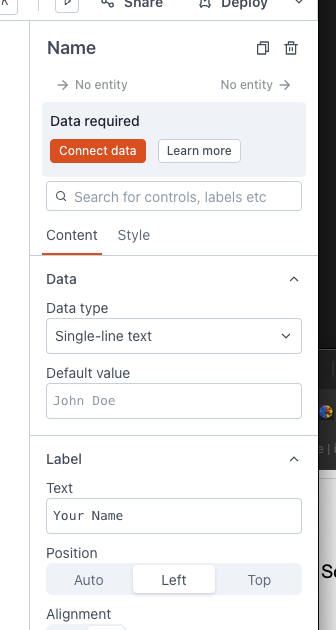 Share
Deploy
Name
No entity
No entity
Data required
Connect data
Learn more
Search for controls, labels etc
Content
Style
Data
Data type
Single-line text
Default value
John Doe
Label
Text
Your Name
Position
Auto
Left
Top
Alignment